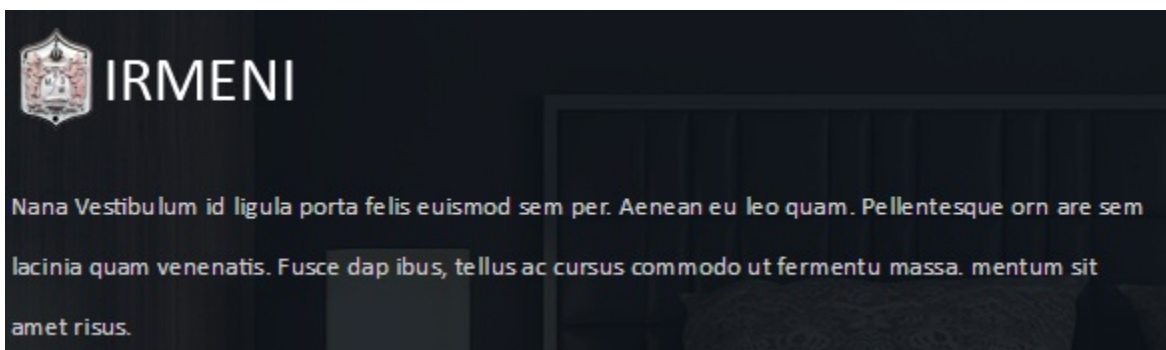 IRMENI
Nana Vestibulum id ligula porta felis euismod sem per. Aenean eu leo quam. Pellentesque orn are sem
lacinia quam venenatis. Fusce dap ibus, tellus ac cursus commodo ut fermentu massa. mentum sit
amet risus.